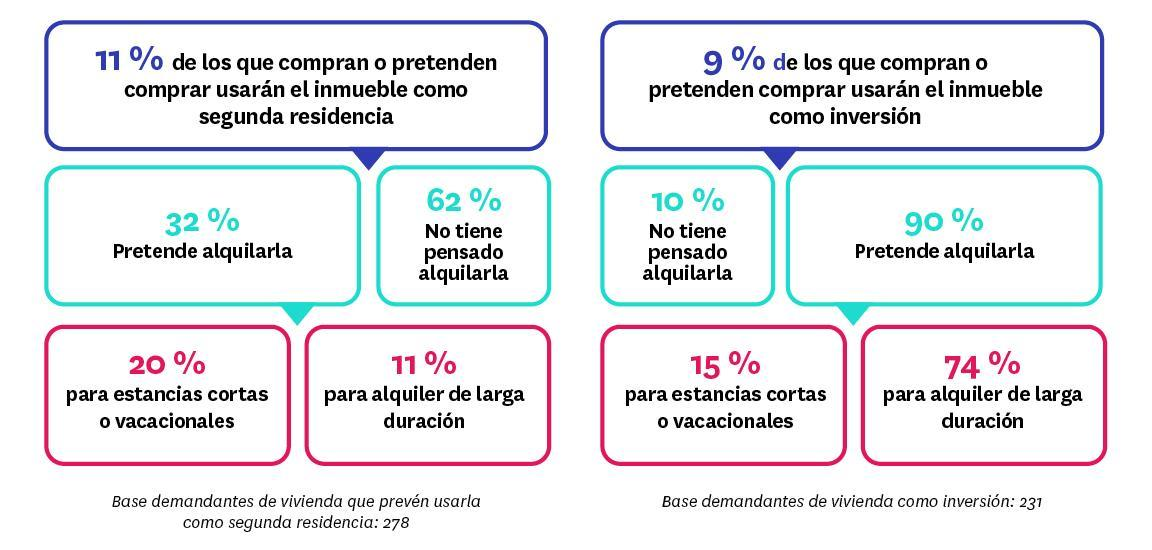 11 % de los que compran o pretenden
comprar usarán el inmueble como
segunda residencia
32 %
Pretende alquilarla
62 %
No tiene
pensado
alquilarla
20 %
para estancias cortas
o vacacionales
11 %
para alquiler de larga
duración
Base demandantes de vivienda que prevén usarla
como segunda residencia: 278
9 % de los que compran o
pretenden comprar usarán el inmueble
como inversión
10 %
No tiene
pensado
alquilarla
90 %
Pretende alquilarla
15 %
para estancias cortas
o vacacionales
74 %
para alquiler de larga
duración
Base demandantes de vivienda como inversión: 231